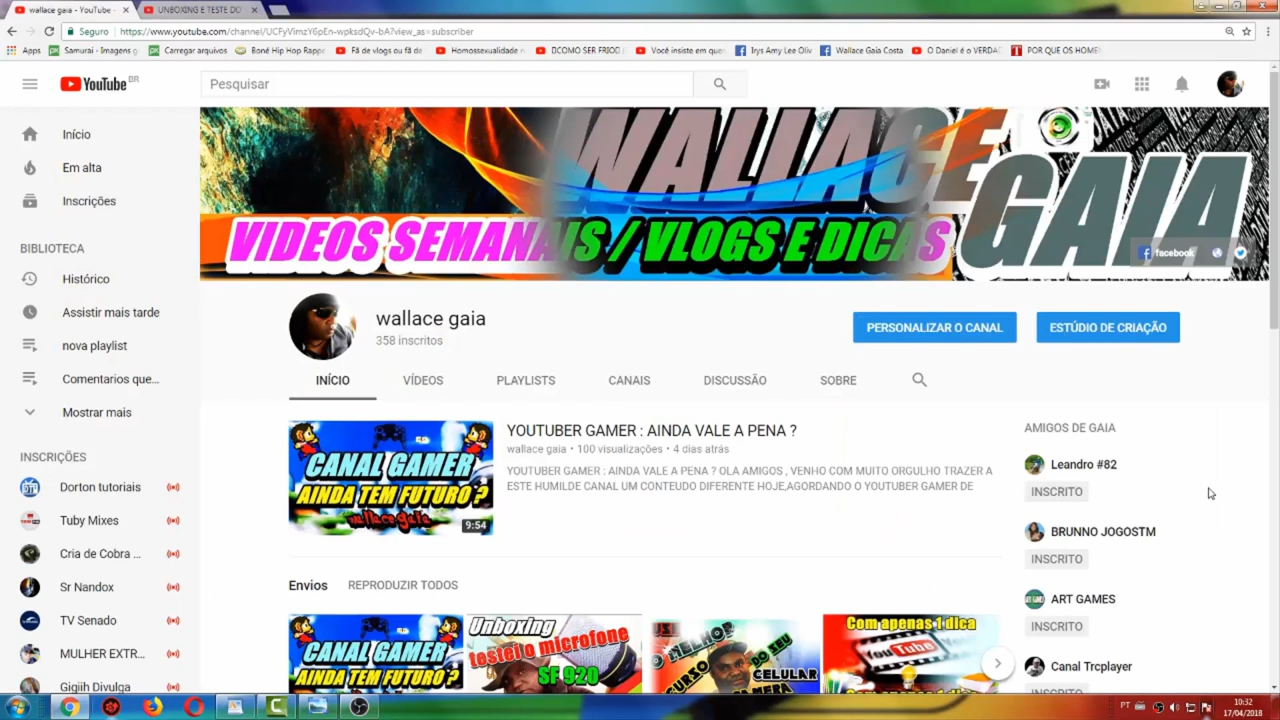 wallace gaia - YouTube
UNBOXING E TESTE DO
Seguro
https://www.youtube.com/channel/UCFyVimzY6pEn-wpksdQv-bA?view_as=subscriber
Apps
Samurai - Imagens g
Carregar arquivos
Boné Hip Hop Rappe
Fã de vlogs ou fã de
Homossexualidade n
COMO SER FRIO
Você insiste em que
Irys Amy Lee Oliv
Wallace Gaia Costa
O Daniel é o VERDAD
POR QUE OS HOME
YouTube BR
Pesquisar
WALLACE
GAIA
VIDEOS SEMANAIS / VLOGS E DICAS
facebook
Início
Em alta
Inscrições
BIBLIOTECA
Histórico
Assistir mais tarde
nova playlist
Comentarios que...
Mostrar mais
INSCRIÇÕES
Dorton tutoriais
Tuby Mixes
Cria de Cobra ...
Sr Nandox
TV Senado
MULHER EXTR...
Gigiih Divulga
wallace gaia
358 inscritos
PERSONALIZAR O CANAL
ESTÚDIO DE CRIAÇÃO
INÍCIO
VÍDEOS
PLAYLISTS
CANAIS
DISCUSSÃO
SOBRE
CANAL GAMER
AINDA TEM FUTURO ?
wallace gaia
9:54
YOUTUBER GAMER : AINDA VALE A PENA ?
wallace gaia • 100 visualizações • 4 dias atrás
YOUTUBER GAMER : AINDA VALE A PENA ? OLA AMIGOS , VENHO COM MUITO ORGULHO TRAZER A
ESTE HUMILDE CANAL UM CONTEUDO DIFERENTE HOJE,AGORDANDO O YOUTUBER GAMER DE
AMIGOS DE GAIA
Leandro #82
INSCRITO
BRUNNO JOGOSTM
INSCRITO
ART GAMES
INSCRITO
Canal Trcplayer
INSCRITO
Envios
REPRODUZIR TODOS
CANAL GAMER
AINDA TEM FUTURO ?
Unboxing
testei o microfone
SF 920
O MELHOR
CURSO
DO SEU
CELULAR
Com apenas 1 dica
YouTube
PT
10:32
17/04/2018